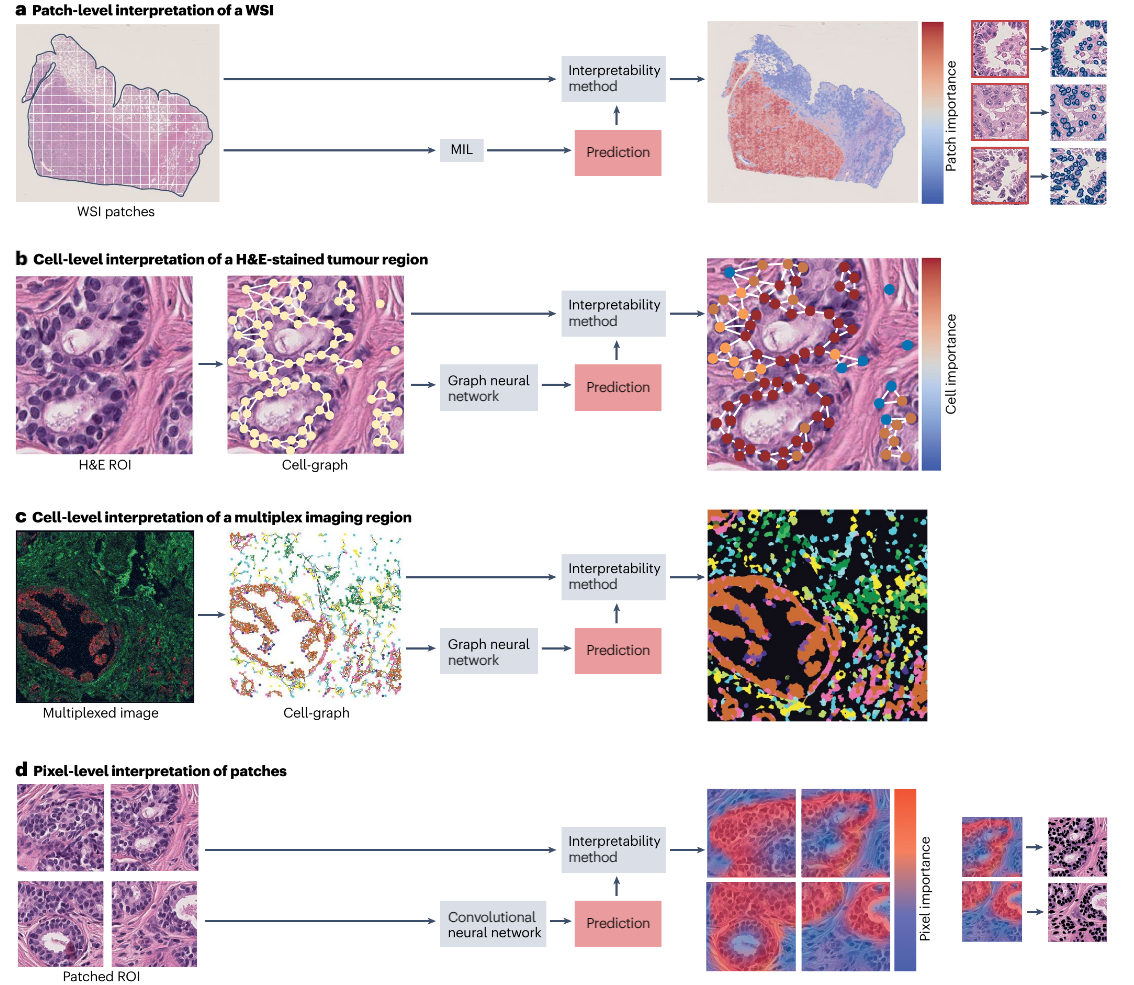 a Patch-level interpretation of a WSI
Interpretability
method
MIL
Prediction
WSI patches
Patch importance
b Cell-level interpretation of a H&E-stained tumour region
Interpretability
method
Graph neural
network
Prediction
H&E ROI
Cell-graph
Cell importance
c Cell-level interpretation of a multiplex imaging region
Interpretability
method
Graph neural
network
Prediction
Multiplexed image
Cell-graph
d Pixel-level interpretation of patches
Interpretability
method
Convolutional
neural network
Prediction
Patched ROI
Pixel importance